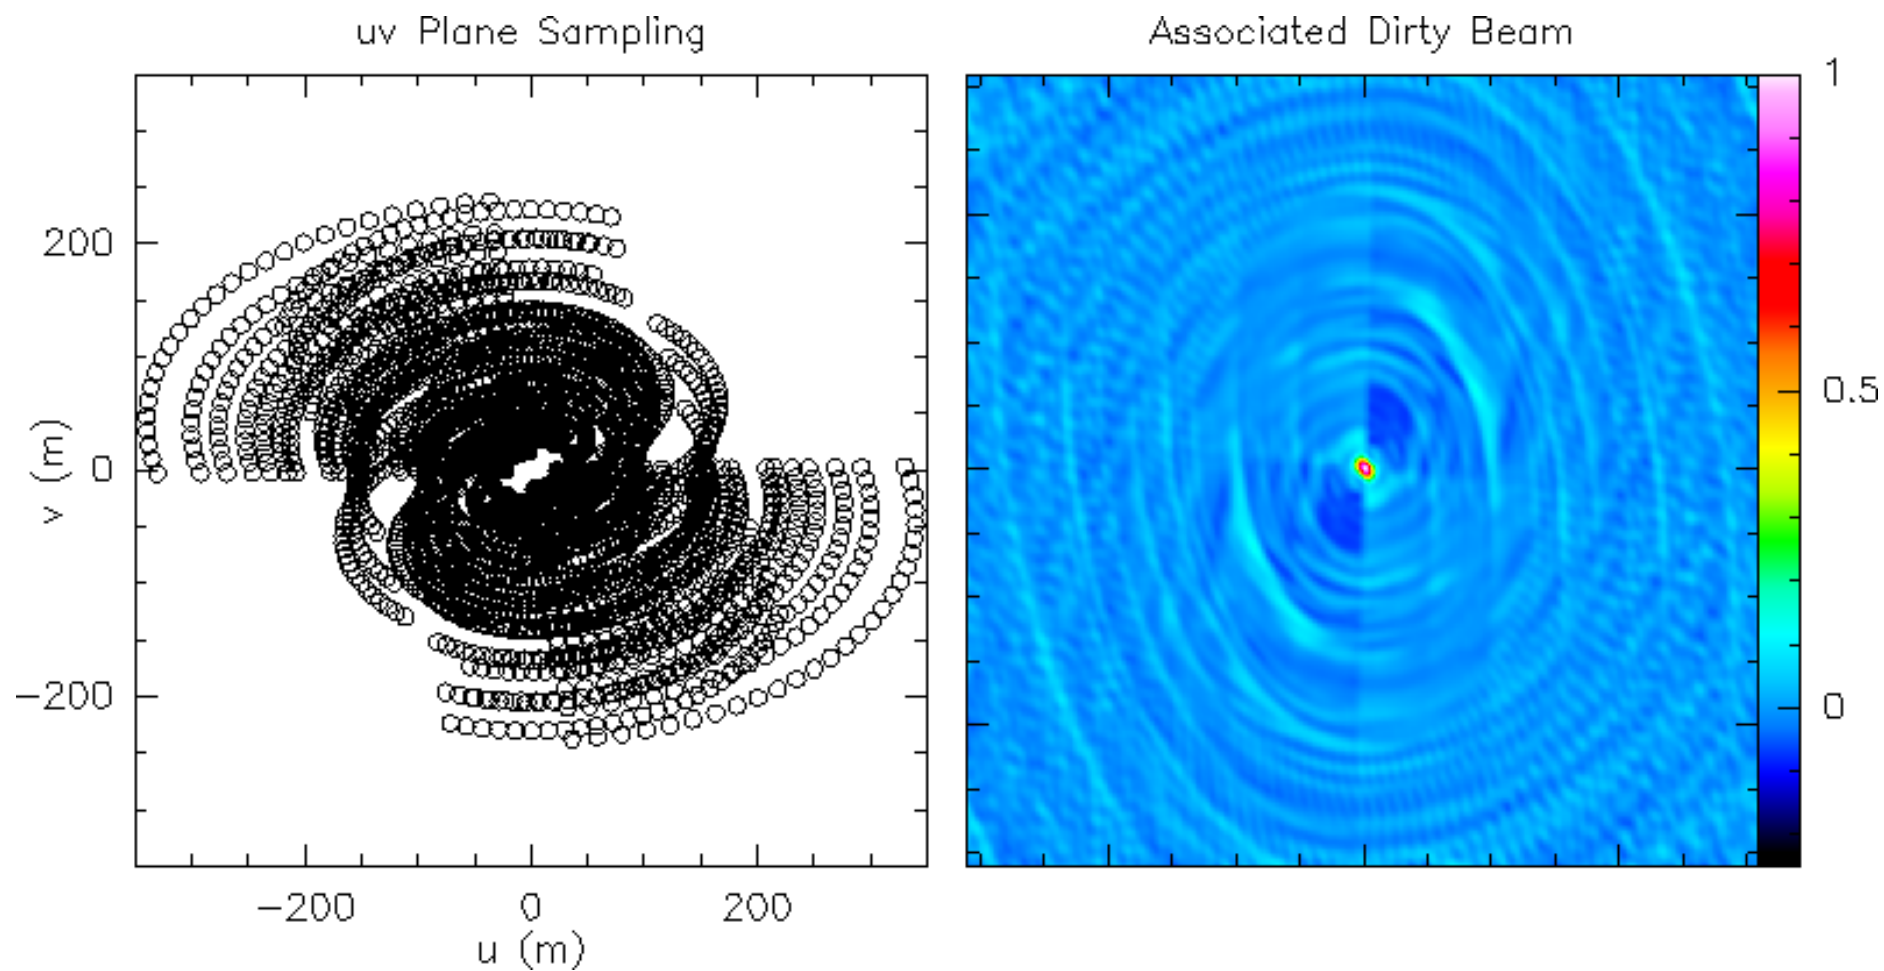 uv Plane Sampling
Associated Dirty Beam
200
0
−200
v (m)
−200 0 200
u (m)
1
0.5
0